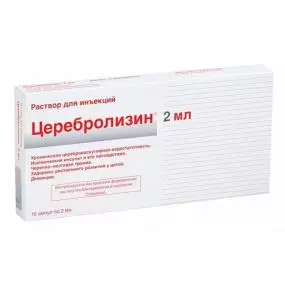 Раствор для инъекций
Церебролизин® 2 мл
Хроническая цереброваскулярная недостаточность.
Ишемический инсульт и его последствия.
Черепно-мозговая травма.
Задержка умственного развития у детей.
Деменция.
10 ампул по 2 мл